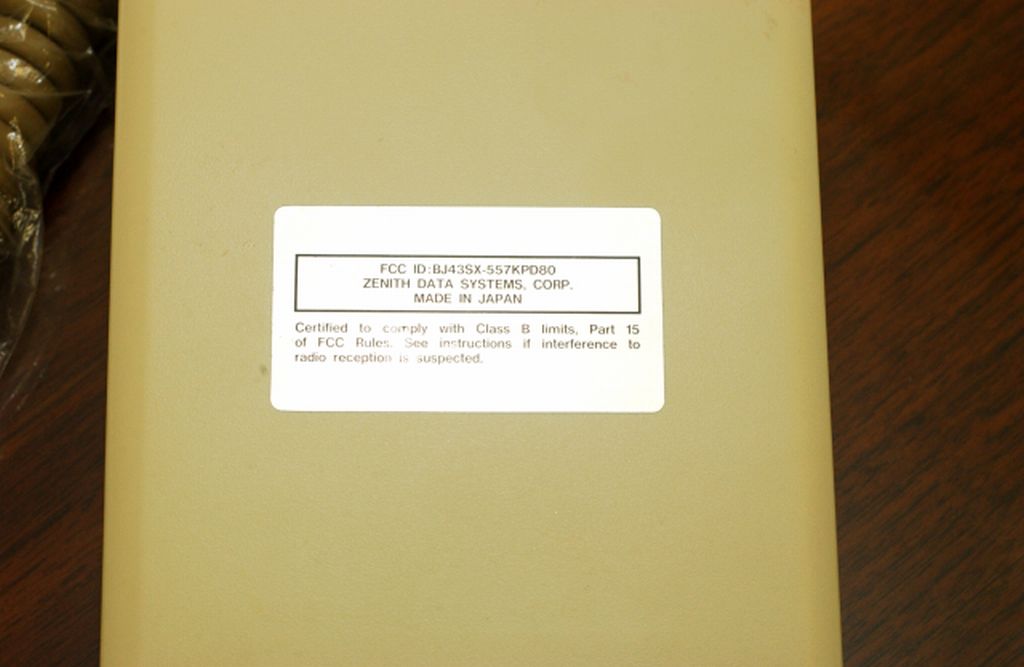 FCC ID:BJ43SX-557KPD80
ZENITH DATA SYSTEMS, CORP.
MADE IN JAPAN
Certified to comply with Class B limits, Part 15
of FCC Rules. See instructions if interference to
radio reception is suspected.